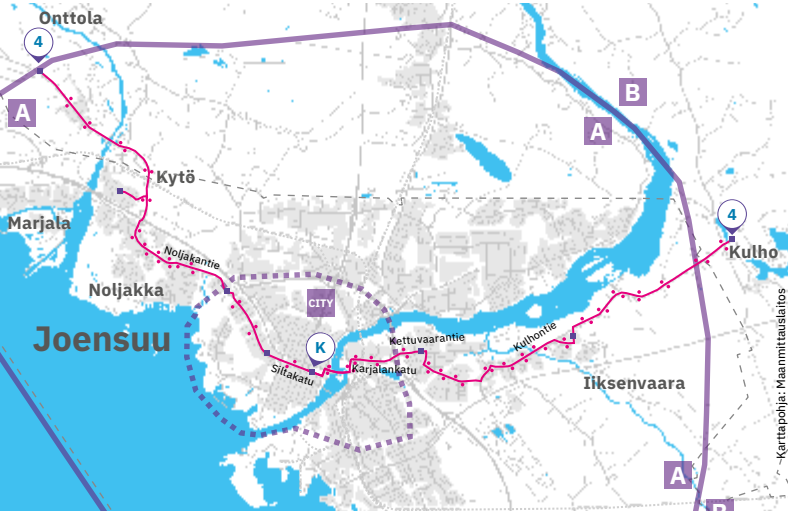 Onttola
4
A
B
A
Kytö
4
Marjala
Kulho
Noljakantie
Noljakka
CITY
Joensuu
K
Kettuvaarantie
Kulhontie
Siltakatu
Karjalankatu
Iiksenvaara
Karttapohja: Maanmittauslaitos
A
B